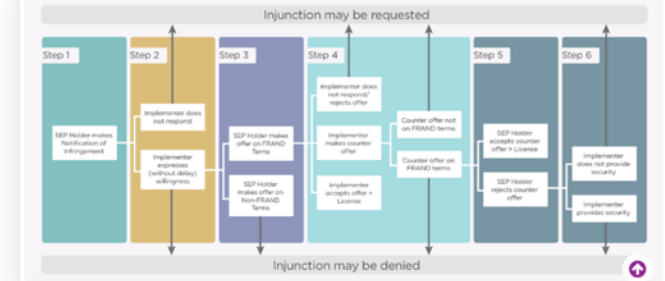 Injunction may be requested
Step 1
Step 2
Step 3
Step 4
Step 5
Step 6
SEP Holder makes
Notification of
Infringement
Implementer does
not respond
Implementer
expresses
(without delay)
willingness
SEP Holder makes
offer on FRAND
Terms
SEP Holder
makes offer on
Non-FRAND
Terms
Implementer does
not respond/
rejects offer
Implementer
makes counter
offer
Implementer
accepts offer =
License
Counter offer not
on FRAND terms
Counter offer on
FRAND terms
SEP Holder
accepts counter
offer = License
SEP Holder
rejects counter
offer
Implementer
does not provide
security
Implementer
provides security
Injunction may be denied